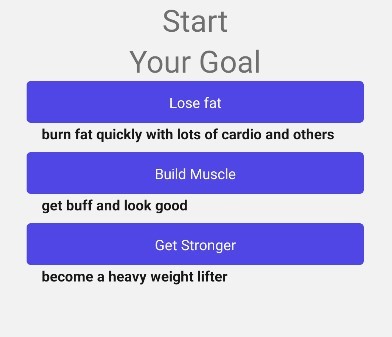 Start
Your Goal
Lose fat
burn fat quickly with lots of cardio and others
Build Muscle
get buff and look good
Get Stronger
become a heavy weight lifter